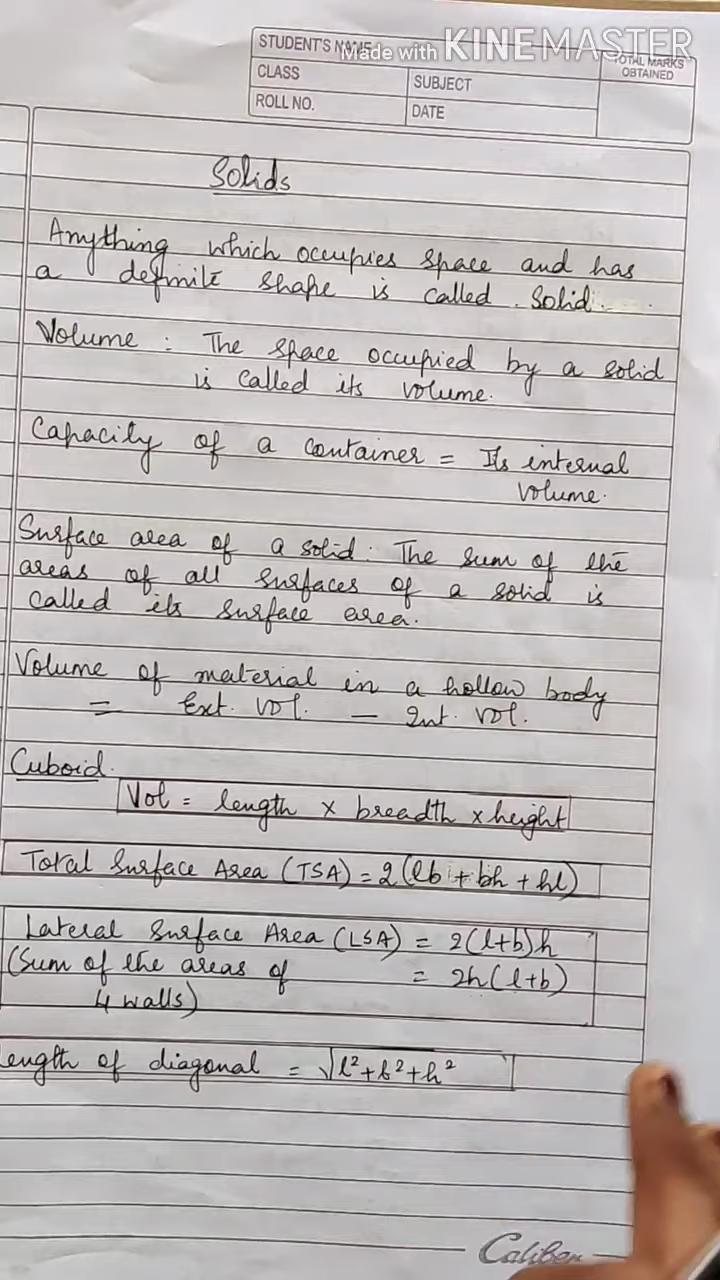 STUDENT'S NAME
Made with KINEMASTER
TOTAL MARKS
OBTAINED
CLASS
SUBJECT
ROLL NO.
DATE
Solids
Anything which occupies space and has
a definite shape is called solid.
Volume : The space occupied by a solid
is called its volume.
Capacity of a container = Its internal
volume.
Surface area of a solid : The sum of the
areas of all surfaces of a solid is
called its surface area.
Volume of material in a hollow body
= Ext. vol. - Int. vol.
Cuboid.
Vol = length × breadth × height
Total Surface Area (TSA) = 2(lb + bh + hl)
Lateral Surface Area (LSA) = 2(l+b)h
(Sum of the areas of = 2h(l+b)
4 walls)
Length of diagonal = √l²+b²+h²
Caliber